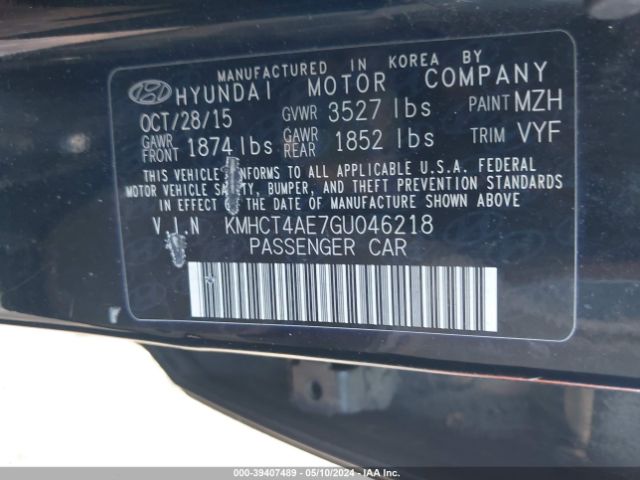 MANUFACTURED IN KOREA BY
HYUNDAI MOTOR COMPANY
OCT/28/15 GVWR 3527 lbs PAINT MZH
GAWR FRONT 1874 lbs GAWR REAR 1852 lbs TRIM VYF
THIS VEHICLE CONFORMS TO ALL APPLICABLE U.S.A. FEDERAL
MOTOR VEHICLE SAFETY, BUMPER, AND THEFT PREVENTION STANDARDS
IN EFFECT ON THE DATE OF MANUFACTURE SHOWN ABOVE
V.I.N KMHCT4AE7GU046218
PASSENGER CAR
000-39407489 - 05/10/2024 - IAA Inc.